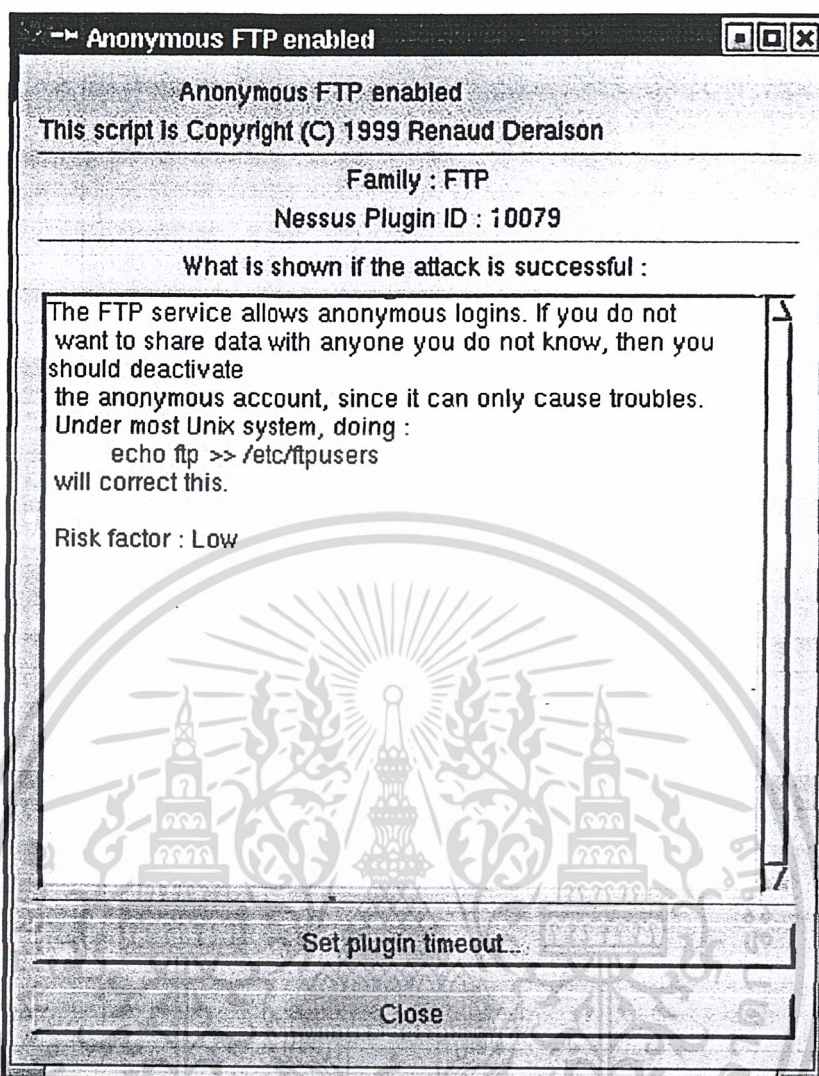 Anonymous FTP enabled
Anonymous FTP enabled
This script is Copyright (C) 1999 Renaud Deraison
Family : FTP
Nessus Plugin ID : 10079
What is shown if the attack is successful :
The FTP service allows anonymous logins. If you do not
want to share data with anyone you do not know, then you
should deactivate
the anonymous account, since it can only cause troubles.
Under most Unix system, doing :
echo ftp >> /etc/ftpusers
will correct this.
Risk factor : Low
Set plugin timeout...
Close